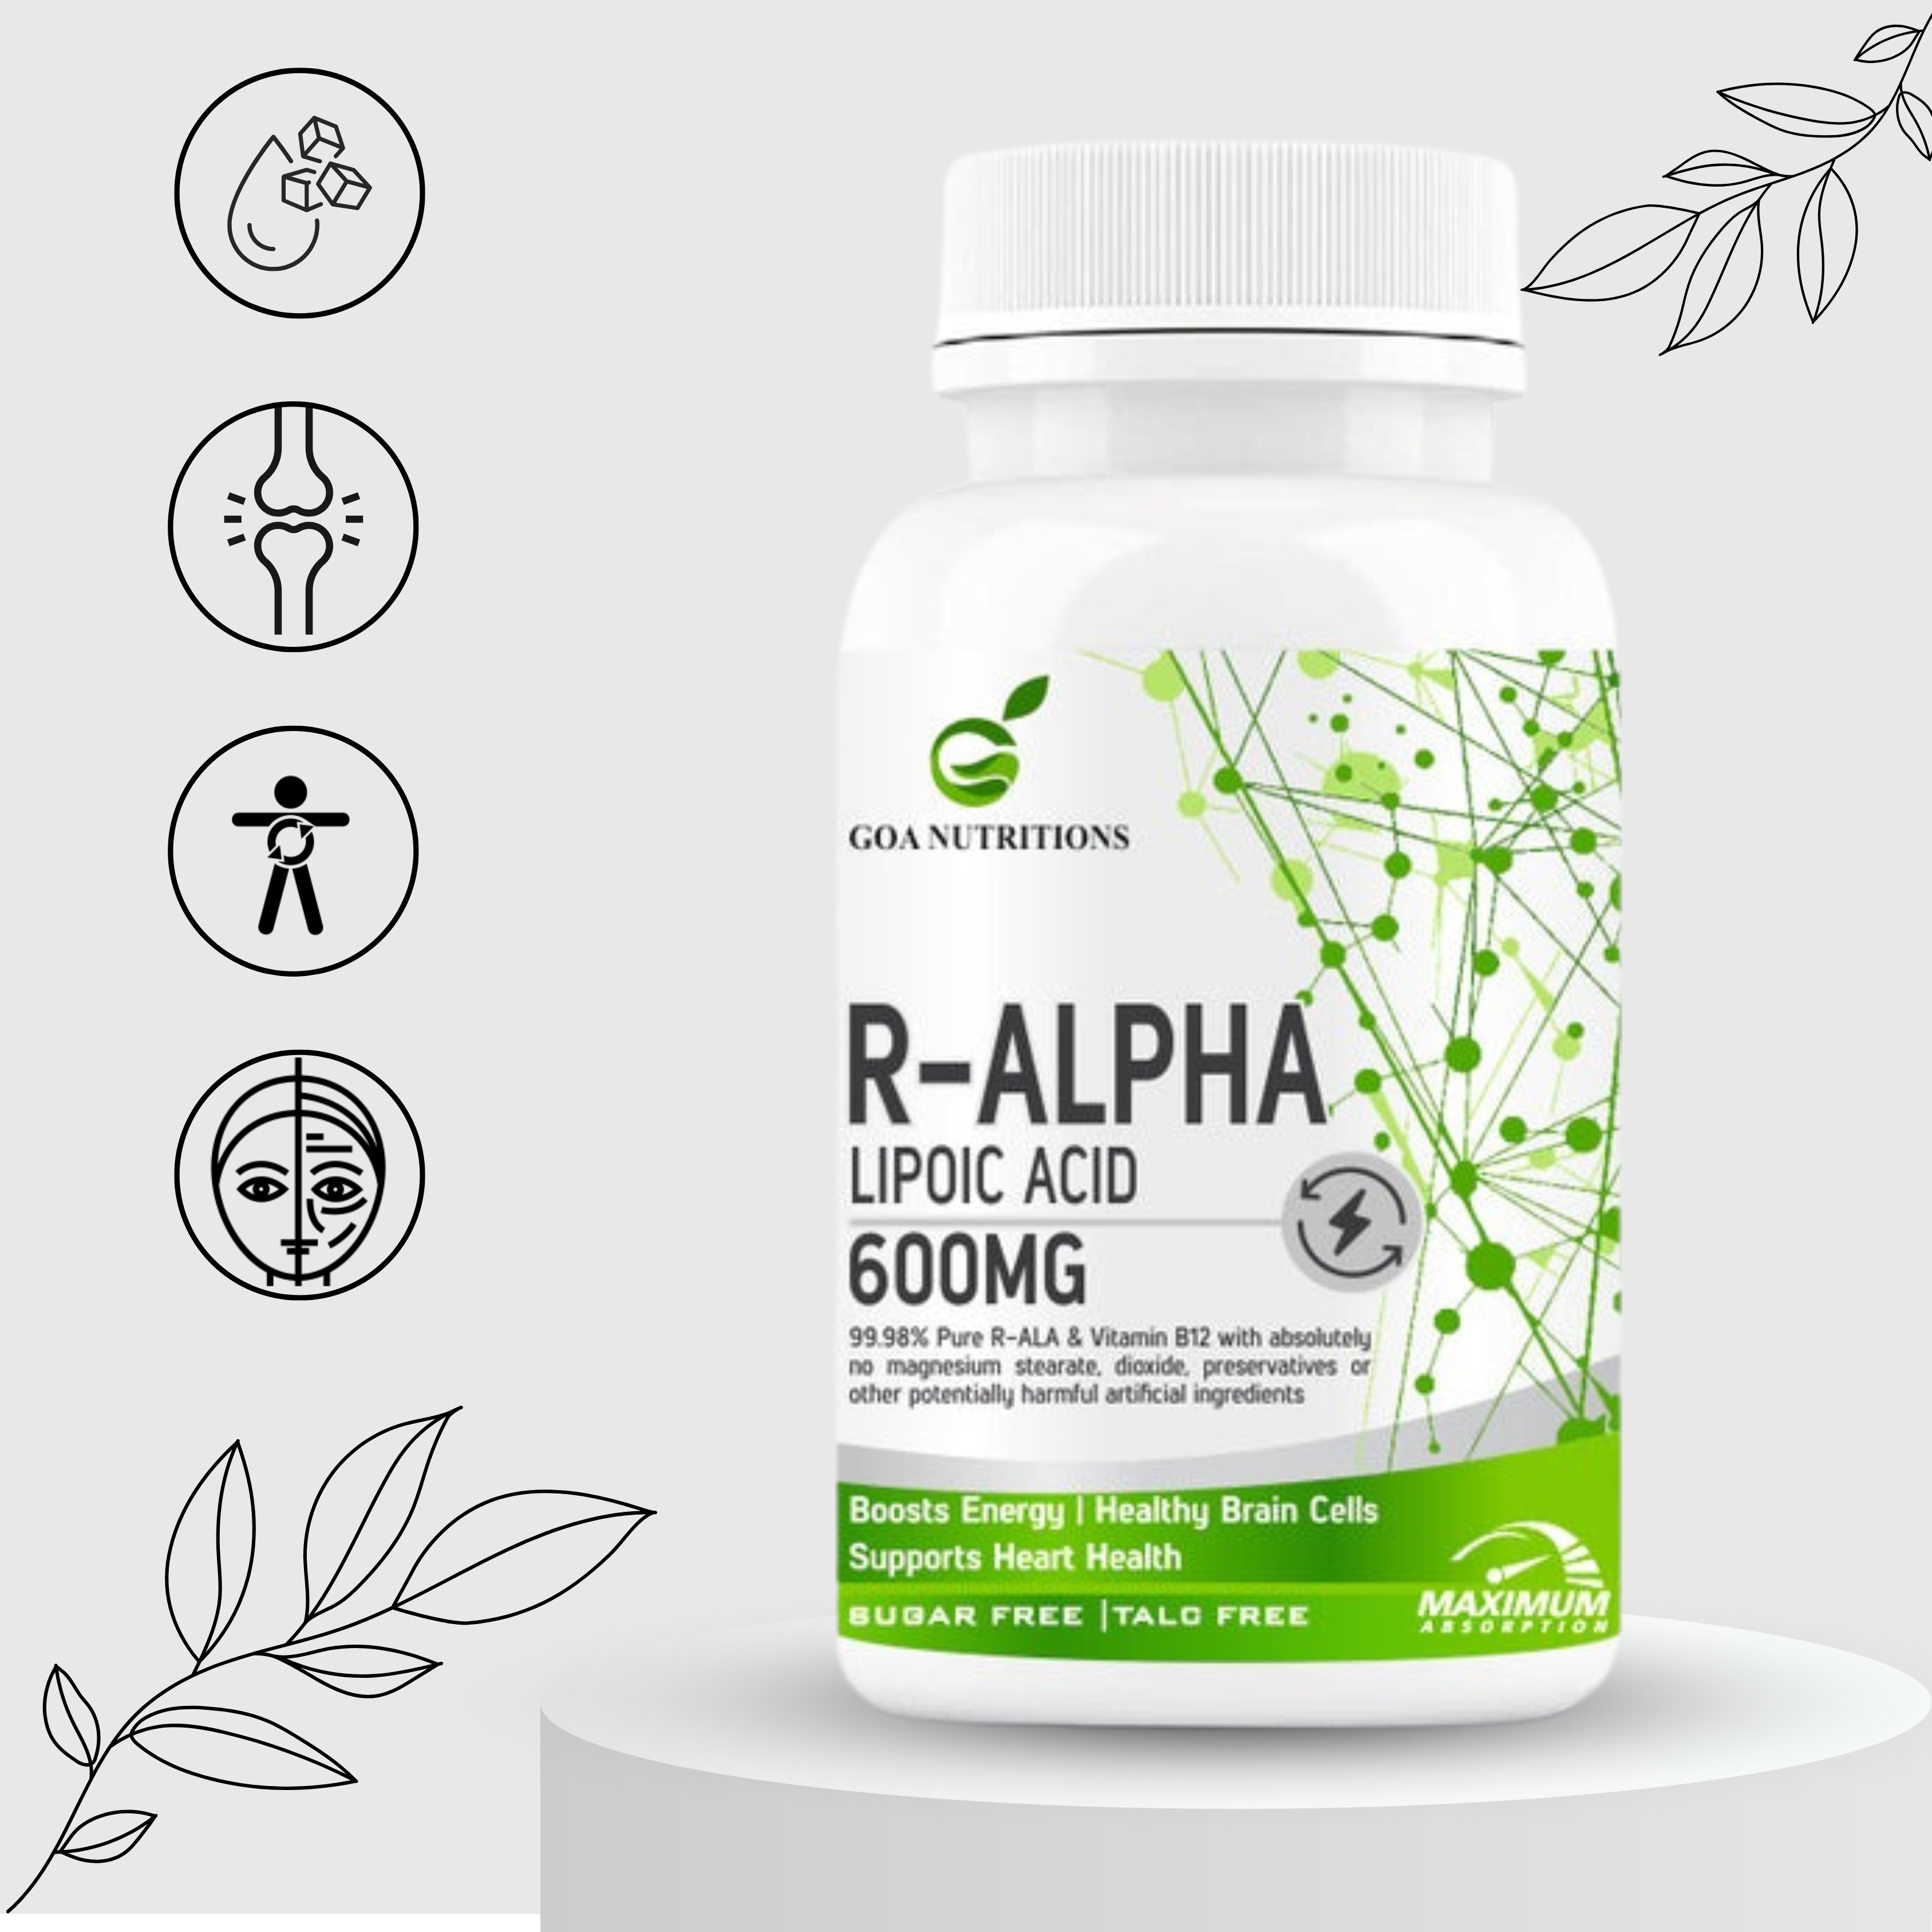 GOA NUTRITIONS
R-ALPHA
LIPOIC ACID
600MG
99.98% Pure R-ALA & Vitamin B12 with absolutely
no magnesium stearate, dioxide, preservatives or
other potentially harmful artificial ingredients
Boosts Energy | Healthy Brain Cells
Supports Heart Health
SUGAR FREE | TALC FREE
MAXIMUM
ABSORPTION